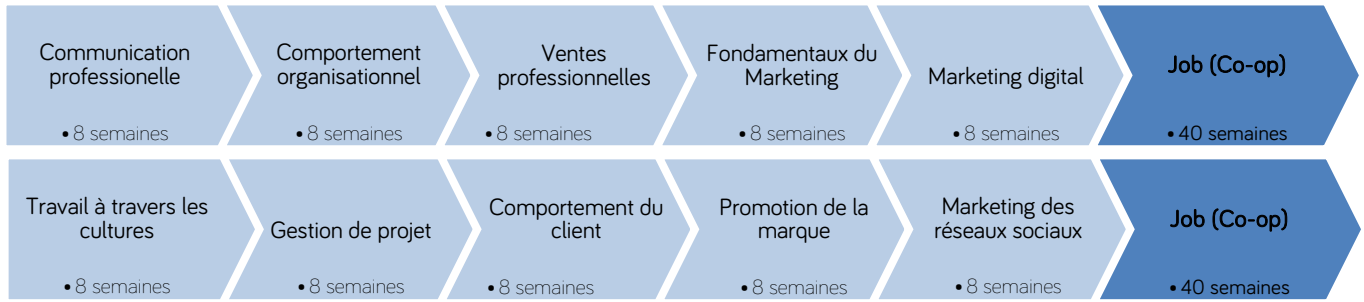 Communication
professionelle
• 8 semaines
Comportement
organisationnel
• 8 semaines
Ventes
professionnelles
• 8 semaines
Fondamentaux du
Marketing
• 8 semaines
Marketing digital
• 8 semaines
Job (Co-op)
• 40 semaines
Travail à travers les
cultures
• 8 semaines
Gestion de projet
• 8 semaines
Comportement du
client
• 8 semaines
Promotion de la
marque
• 8 semaines
Marketing des
réseaux sociaux
• 8 semaines
Job (Co-op)
• 40 semaines